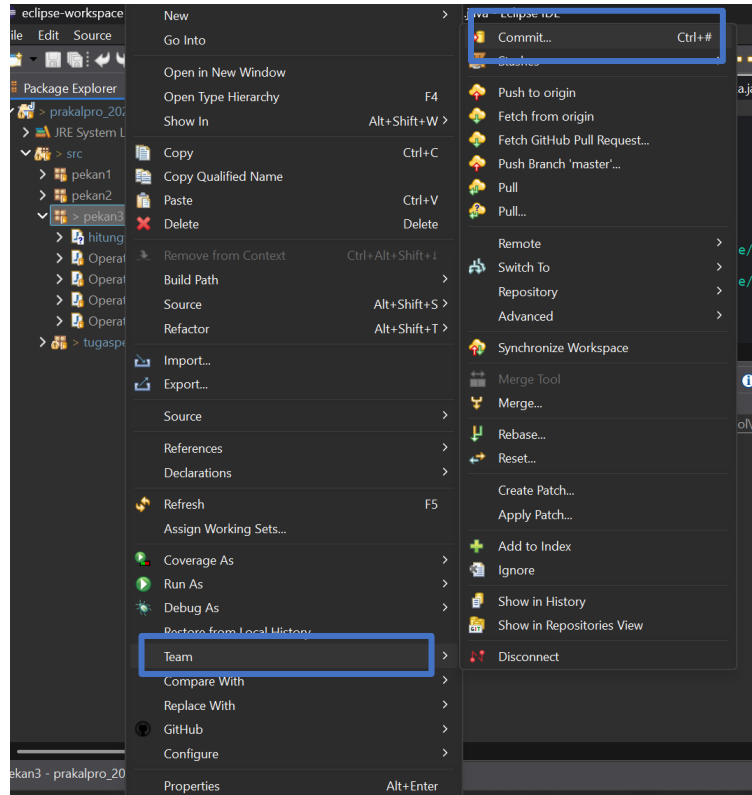 eclipse-workspace
Java - Eclipse IDE
ile Edit Source
Package Explorer
> prakalpro_202
JRE System L
> src
pekan1
pekan2
> pekan3
hitung
Operat
Operat
Operat
Operat
> tugaspe
New
Go Into
Open in New Window
Open Type Hierarchy F4
Show In Alt+Shift+W >
Copy Ctrl+C
Copy Qualified Name
Paste Ctrl+V
Delete Delete
Remove from Context Ctrl+Alt+Shift+↓
Build Path
Source Alt+Shift+S >
Refactor Alt+Shift+T >
Import...
Export...
Source
References
Declarations
Refresh F5
Assign Working Sets...
Coverage As
Run As
Debug As
Restore from Local History...
Team
Compare With
Replace With
GitHub
Configure
Properties Alt+Enter
Commit... Ctrl+#
Stashes
Push to origin
Fetch from origin
Fetch GitHub Pull Request...
Push Branch 'master'...
Pull
Pull...
Remote
Switch To
Repository
Advanced
Synchronize Workspace
Merge Tool
Merge...
Rebase...
Reset...
Create Patch...
Apply Patch...
Add to Index
Ignore
Show in History
Show in Repositories View
Disconnect
a.ja
e/
e/
ol\
ekan3 - prakalpro_20